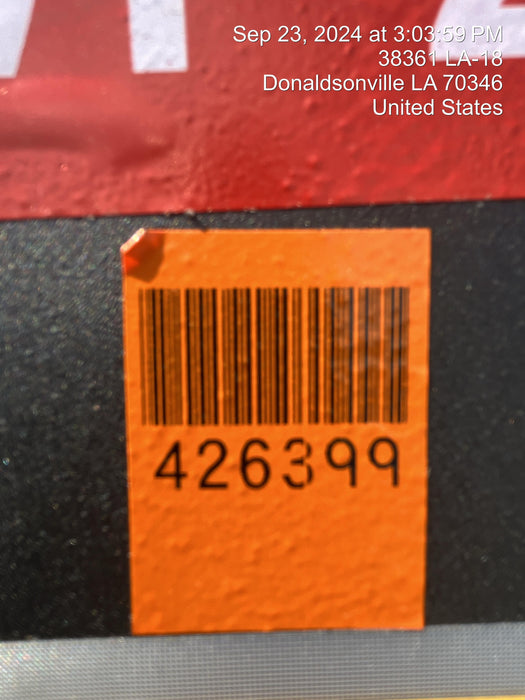 Sep 23, 2024 at 3:03:59 PM
38361 LA-18
Donaldsonville LA 70346
United States
426399